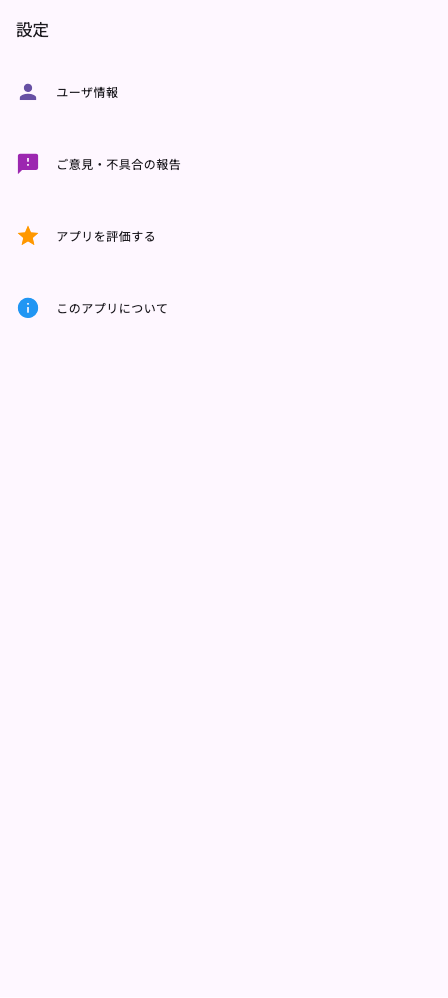 設定
ユーザ情報
ご意見・不具合の報告
アプリを評価する
このアプリについて